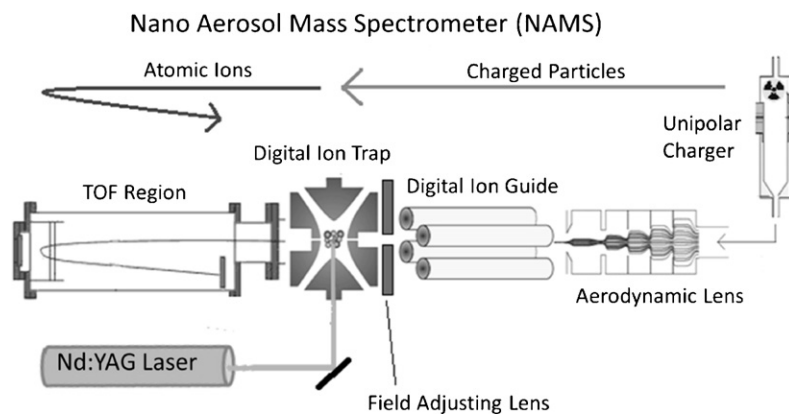 Nano Aerosol Mass Spectrometer (NAMS)
Atomic Ions
Charged Particles
Unipolar
Charger
Digital Ion Trap
TOF Region
Digital Ion Guide
Aerodynamic Lens
Nd:YAG Laser
Field Adjusting Lens